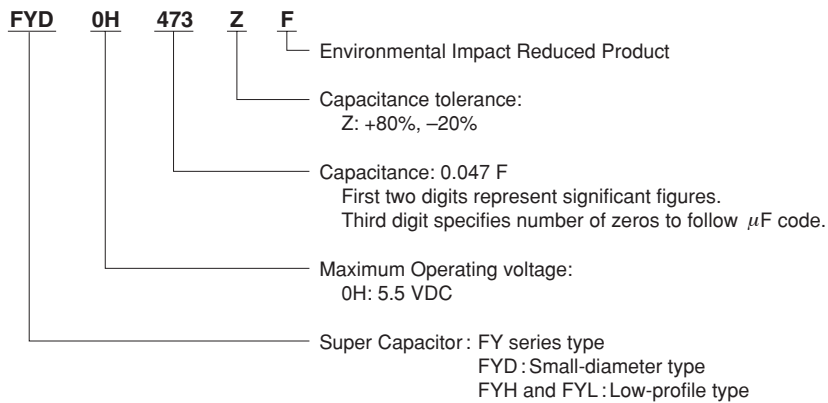 FYD 0H 473 Z F
Environmental Impact Reduced Product
Capacitance tolerance:
Z: +80%, –20%
Capacitance: 0.047 F
First two digits represent significant figures.
Third digit specifies number of zeros to follow μF code.
Maximum Operating voltage:
0H: 5.5 VDC
Super Capacitor : FY series type
FYD : Small-diameter type
FYH and FYL : Low-profile type